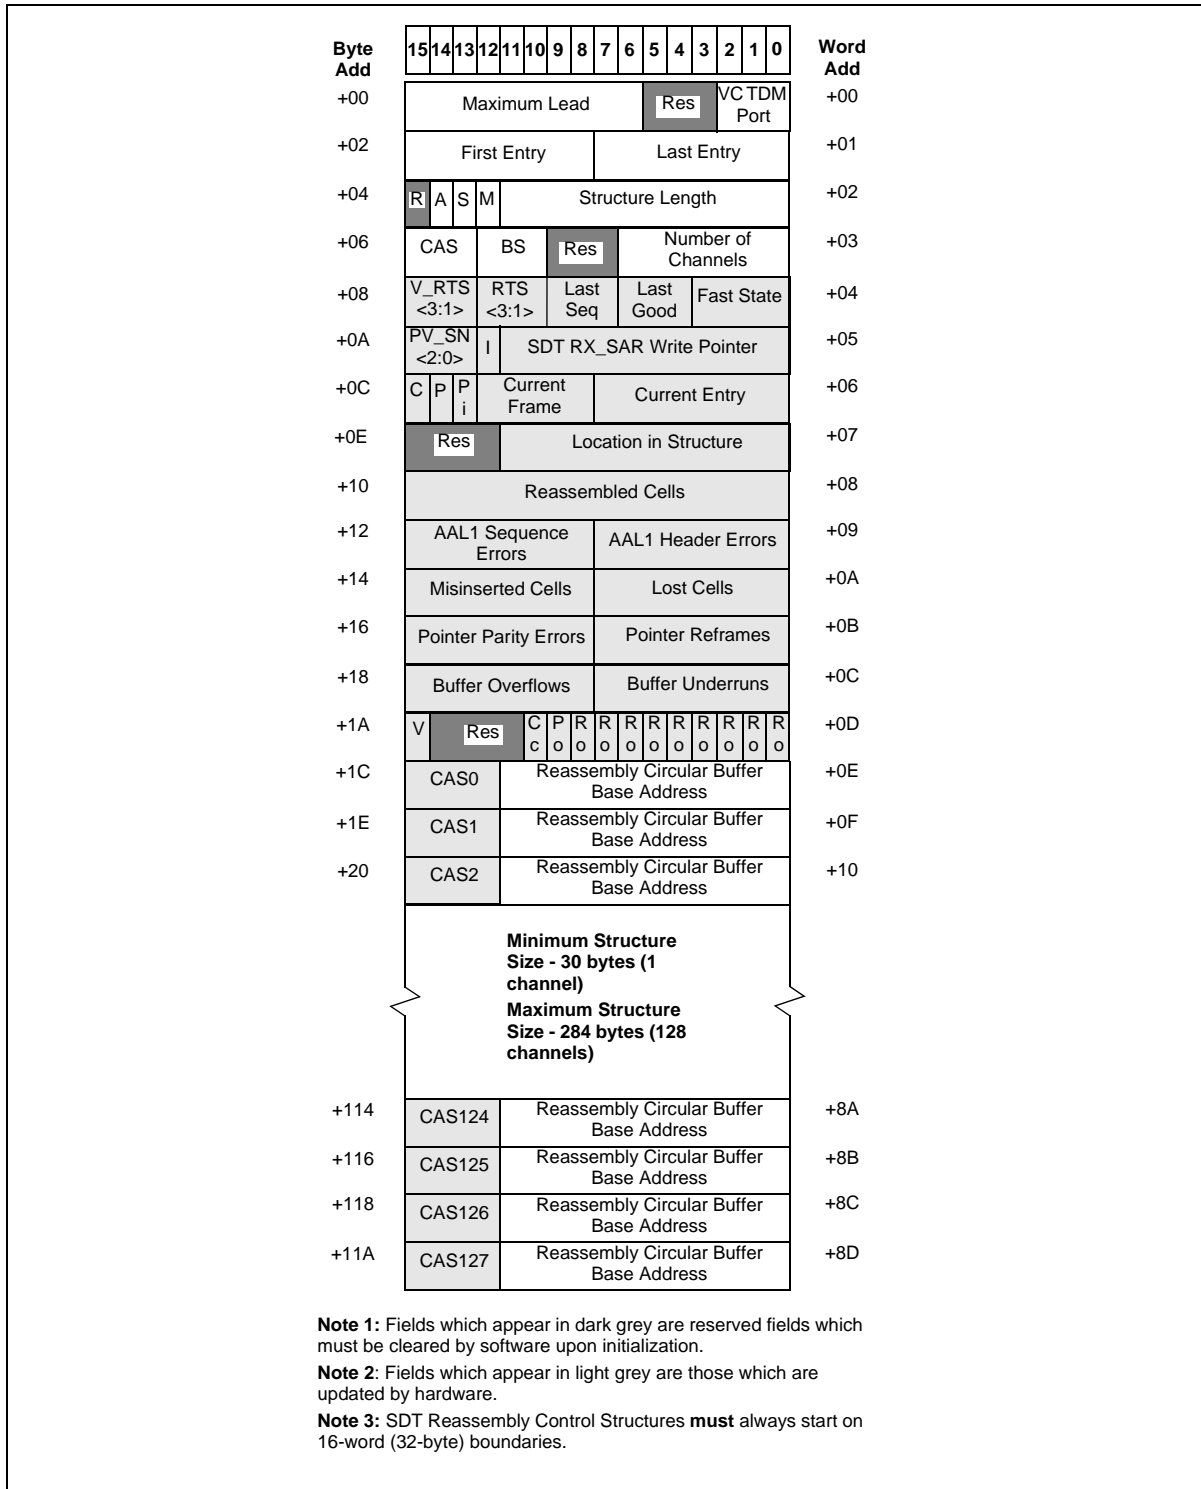 Byte Add 15 14 13 12 11 10 9 8 7 6 5 4 3 2 1 0 Word Add
+00 Maximum Lead Res VC TDM Port +00
+02 First Entry Last Entry +01
+04 R A S M Structure Length +02
+06 CAS BS Res Number of Channels +03
+08 V_RTS <3:1> RTS <3:1> Last Seq Last Good Fast State +04
+0A PV_SN <2:0> I SDT RX_SAR Write Pointer +05
+0C C P Pi Current Frame Current Entry +06
+0E Res Location in Structure +07
+10 Reassembled Cells +08
+12 AAL1 Sequence Errors AAL1 Header Errors +09
+14 Misinserted Cells Lost Cells +0A
+16 Pointer Parity Errors Pointer Reframes +0B
+18 Buffer Overflows Buffer Underruns +0C
+1A V Res Cc Po Ro Ro Ro Ro Ro Ro Ro Ro Ro +0D
+1C CAS0 Reassembly Circular Buffer Base Address +0E
+1E CAS1 Reassembly Circular Buffer Base Address +0F
+20 CAS2 Reassembly Circular Buffer Base Address +10
Minimum Structure
Size - 30 bytes (1
channel)
Maximum Structure
Size - 284 bytes (128
channels)
+114 CAS124 Reassembly Circular Buffer Base Address +8A
+116 CAS125 Reassembly Circular Buffer Base Address +8B
+118 CAS126 Reassembly Circular Buffer Base Address +8C
+11A CAS127 Reassembly Circular Buffer Base Address +8D
Note 1: Fields which appear in dark grey are reserved fields which
must be cleared by software upon initialization.
Note 2: Fields which appear in light grey are those which are
updated by hardware.
Note 3: SDT Reassembly Control Structures must always start on
16-word (32-byte) boundaries.